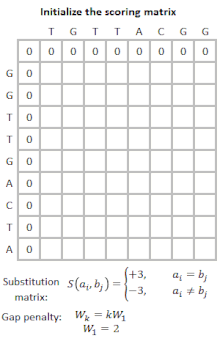 Initialize the scoring matrix
T G T T A C G G
0 0 0 0 0 0 0 0 0
G 0
G 0
T 0
T 0
G 0
A 0
C 0
T 0
A 0
Substitution matrix: S(aᵢ, bⱼ) = {+3, aᵢ = bⱼ
−3, aᵢ ≠ bⱼ
Gap penalty: Wₖ = kW₁
W₁ = 2